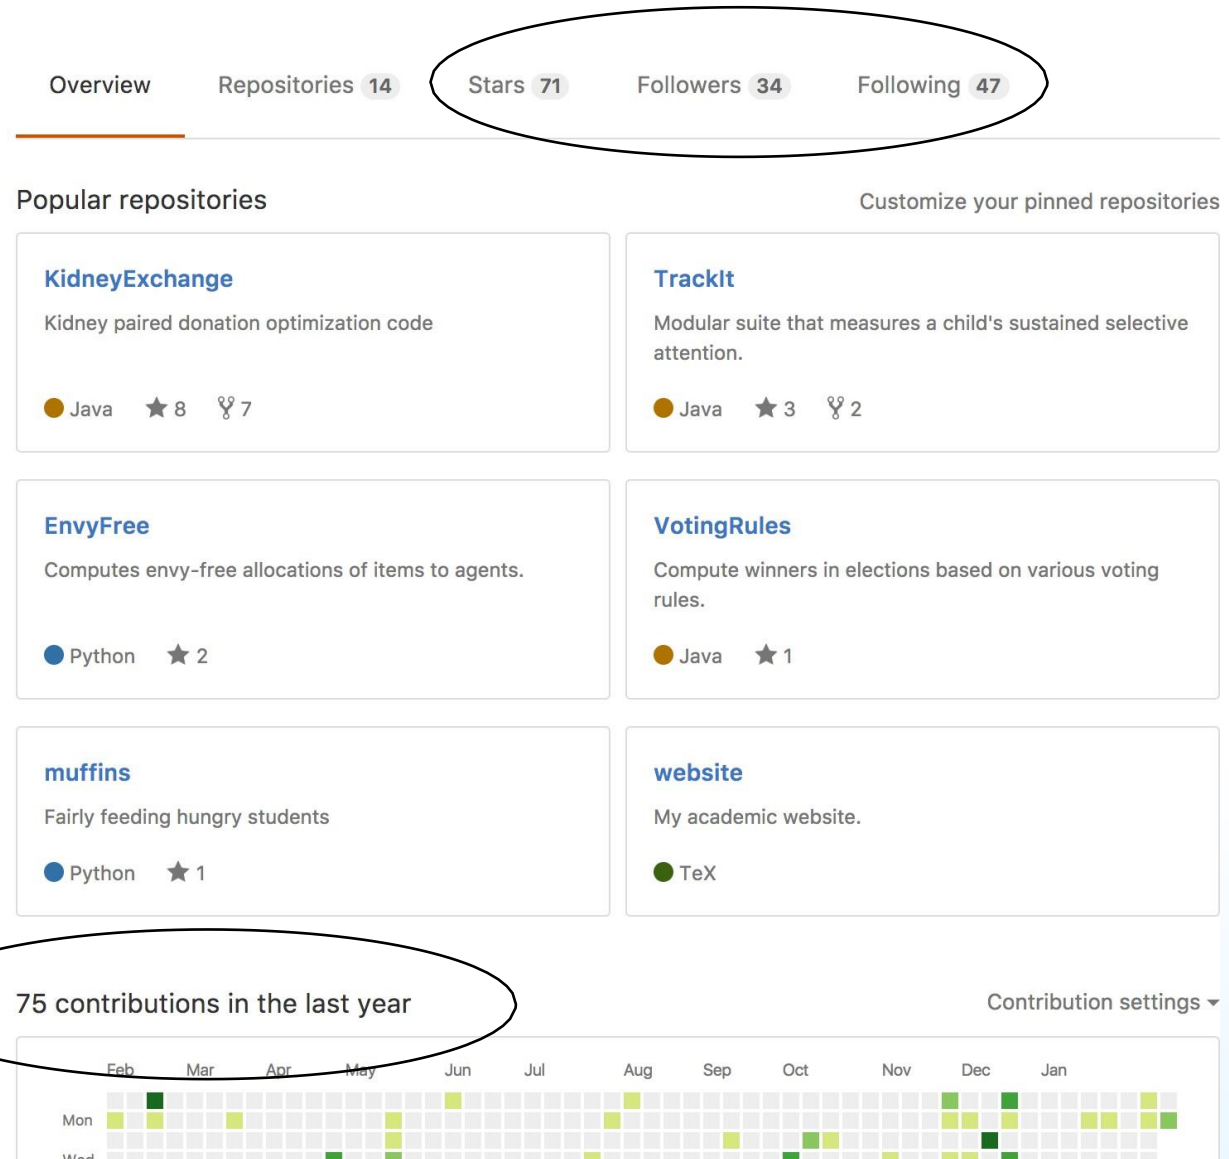 Overview Repositories 14 Stars 71 Followers 34 Following 47
Popular repositories Customize your pinned repositories
KidneyExchange
Kidney paired donation optimization code
Java 8 7
TrackIt
Modular suite that measures a child's sustained selective
attention.
Java 3 2
EnvyFree
Computes envy-free allocations of items to agents.
Python 2
VotingRules
Compute winners in elections based on various voting
rules.
Java 1
muffins
Fairly feeding hungry students
Python 1
website
My academic website.
TeX
75 contributions in the last year Contribution settings
Feb Mar Apr May Jun Jul Aug Sep Oct Nov Dec Jan
Mon
Wed